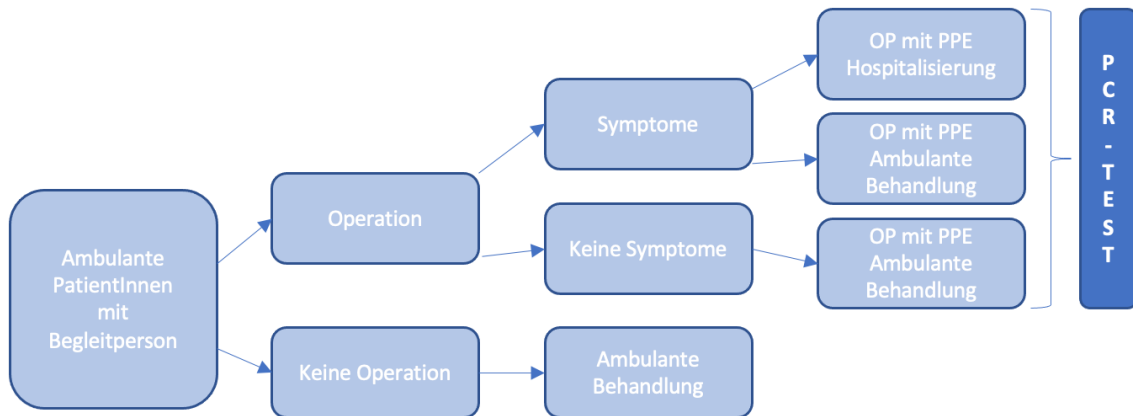 Ambulante
PatientInnen
mit
Begleitperson
Operation
Keine Operation
Symptome
Keine Symptome
Ambulante
Behandlung
OP mit PPE
Hospitalisierung
OP mit PPE
Ambulante
Behandlung
OP mit PPE
Ambulante
Behandlung
P
C
R
-
T
E
S
T